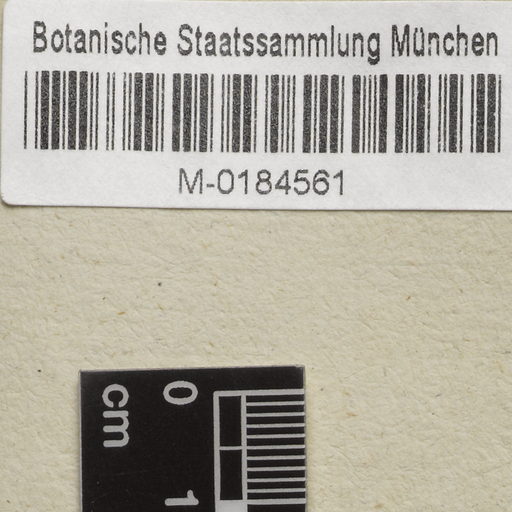 Botanische Staatssammlung München
M-0184561
cm
0
1